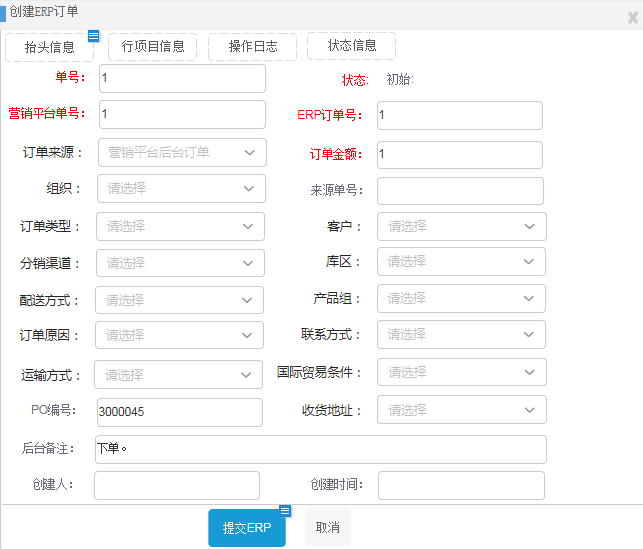 创建ERP订单
抬头信息 行项目信息 操作日志 状态信息
单号： 1 状态: 初始:
营销平台单号： 1 ERP订单号： 1
订单来源： 营销平台后台订单 订单金额： 1
组织： 请选择 来源单号:
订单类型： 请选择 客户： 请选择
分销渠道： 请选择 库区： 请选择
配送方式： 请选择 产品组： 请选择
订单原因： 请选择 联系方式： 请选择
运输方式： 请选择 国际贸易条件： 请选择
PO编号: 3000045 收货地址： 请选择
后台备注： 下单。
创建人： 创建时间:
提交ERP 取消